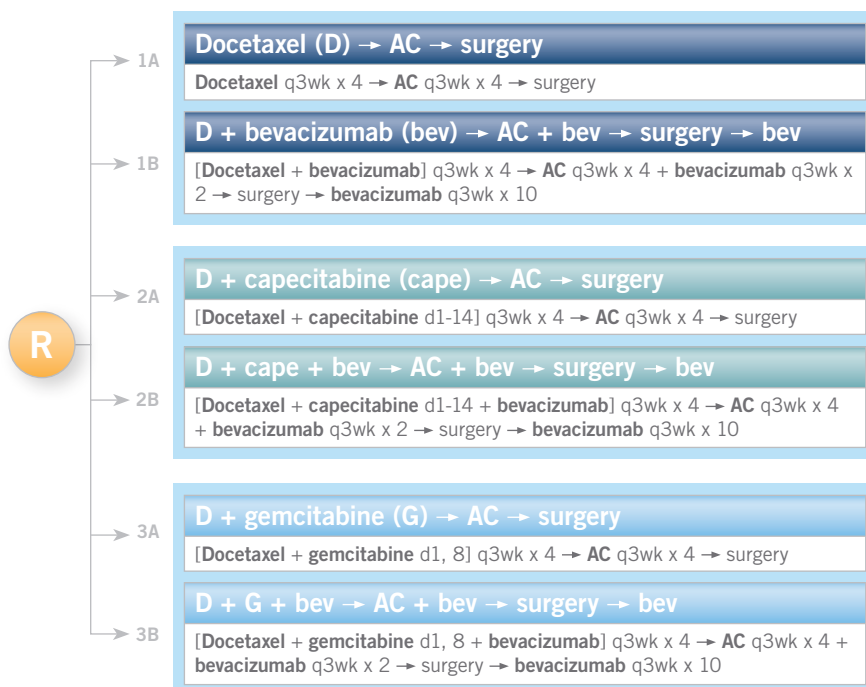 R
1A
Docetaxel (D) → AC → surgery
Docetaxel q3wk x 4 → AC q3wk x 4 → surgery
1B
D + bevacizumab (bev) → AC + bev → surgery → bev
[Docetaxel + bevacizumab] q3wk x 4 → AC q3wk x 4 + bevacizumab q3wk x
2 → surgery → bevacizumab q3wk x 10
2A
D + capecitabine (cape) → AC → surgery
[Docetaxel + capecitabine d1-14] q3wk x 4 → AC q3wk x 4 → surgery
2B
D + cape + bev → AC + bev → surgery → bev
[Docetaxel + capecitabine d1-14 + bevacizumab] q3wk x 4 → AC q3wk x 4
+ bevacizumab q3wk x 2 → surgery → bevacizumab q3wk x 10
3A
D + gemcitabine (G) → AC → surgery
[Docetaxel + gemcitabine d1, 8] q3wk x 4 → AC q3wk x 4 → surgery
3B
D + G + bev → AC + bev → surgery → bev
[Docetaxel + gemcitabine d1, 8 + bevacizumab] q3wk x 4 → AC q3wk x 4 +
bevacizumab q3wk x 2 → surgery → bevacizumab q3wk x 10